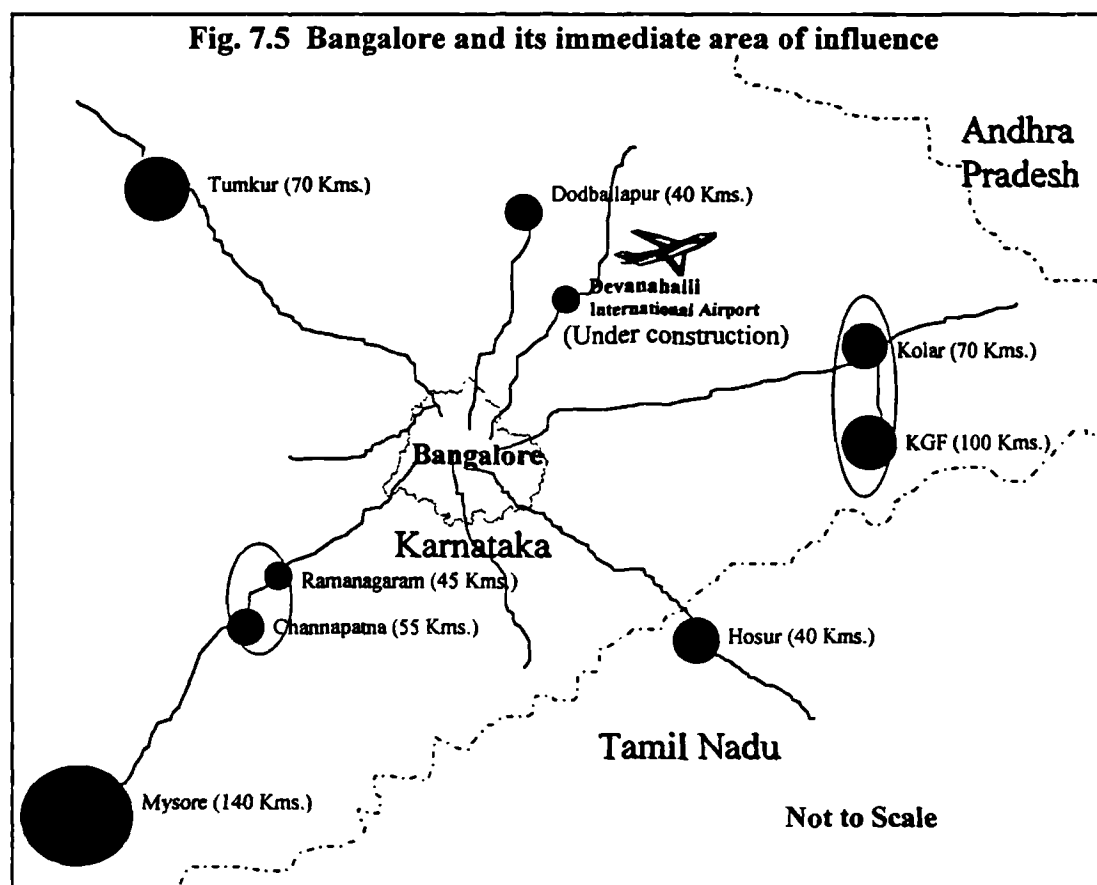 Fig. 7.5 Bangalore and its immediate area of influence
Andhra
Pradesh
Tumkur (70 Kms.)
Dodballapur (40 Kms.)
Devanahalli
International Airport
(Under construction)
Kolar (70 Kms.)
KGF (100 Kms.)
Bangalore
Karnataka
Ramanagaram (45 Kms.)
Channapatna (55 Kms.)
Hosur (40 Kms.)
Tamil Nadu
Mysore (140 Kms.)
Not to Scale